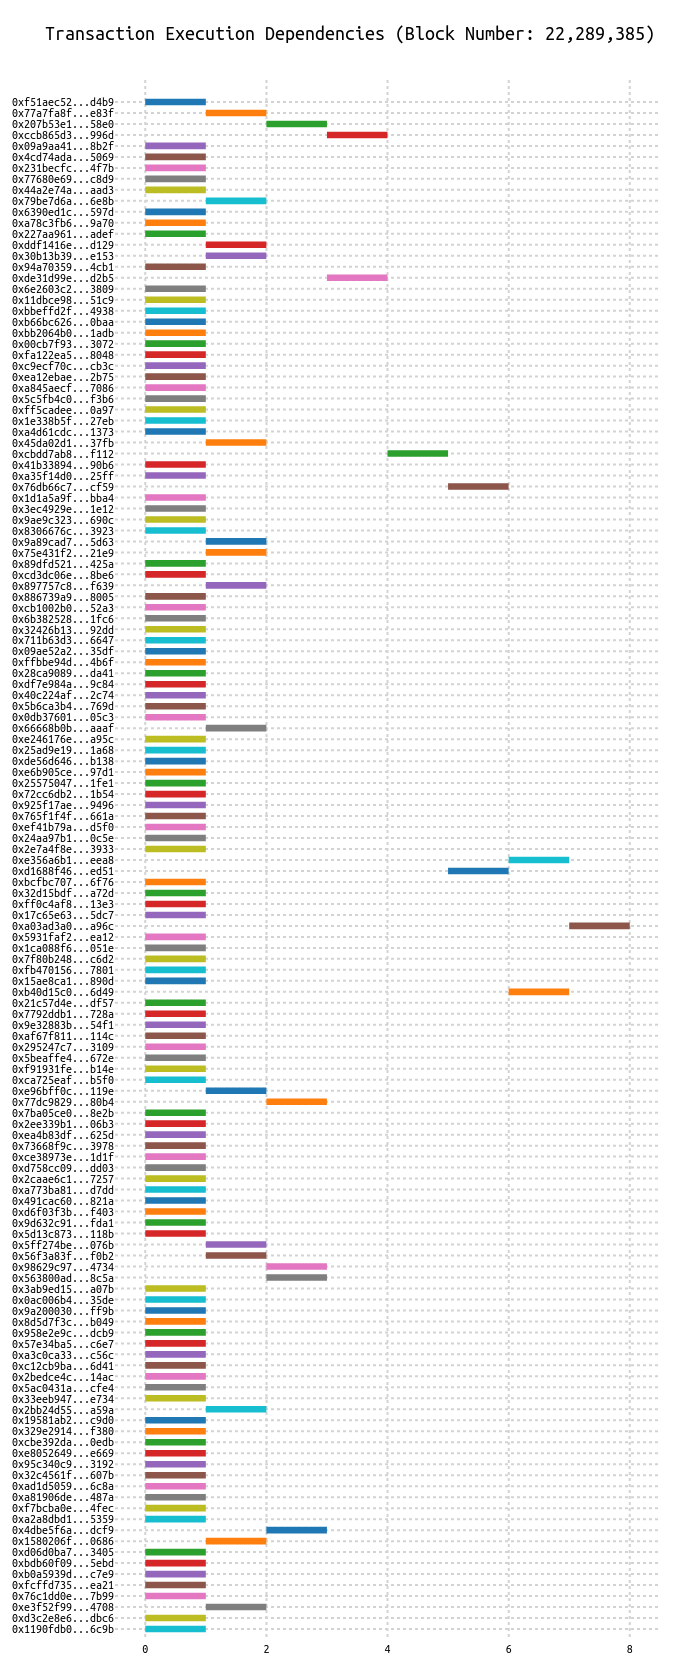 Transaction Execution Dependencies (Block Number: 22,289,385)
0xf51aec52...d4b9
0x77a7fa8f...e83f
0x207b53e1...58e0
0xccb865d3...996d
0x09a9aa41...8b2f
0x4cd74ada...5069
0x231becfc...4f7b
0x77680e69...c8d9
0x44a2e74a...aad3
0x79be7d6a...6e8b
0x6390ed1c...597d
0xa78c3fb6...9a70
0x227aa961...adef
0xddf1416e...d129
0x30b13b39...e153
0x94a70359...4cb1
0xde31d99e...d2b5
0x6e2603c2...3809
0x11dbce98...51c9
0xbbeffd2f...4938
0xb66bc626...0baa
0xbb2064b0...1adb
0x00cb7f93...3072
0xfa122ea5...8048
0xc9ecf70c...cb3c
0xea12ebae...2b75
0xa845aecf...7086
0x5c5fb4c0...f3b6
0xff5cadee...0a97
0x1e338b5f...27eb
0xa4d61cdc...1373
0x45da02d1...37fb
0xcbdd7ab8...f112
0x41b33894...90b6
0xa35f14d0...25ff
0x76db66c7...cf59
0x1d1a5a9f...bba4
0x3ec4929e...1e12
0x9ae9c323...690c
0x8306676c...3923
0x9a89cad7...5d63
0x75e431f2...21e9
0x89dfd521...425a
0xcd3dc06e...8be6
0x897757c8...f639
0x886739a9...8005
0xcb1002b0...52a3
0x6b382528...1fc6
0x32426b13...92dd
0x711b63d3...6647
0x09ae52a2...35df
0xffbbe94d...4b6f
0x28ca9089...da41
0xdf7e984a...9c84
0x40c224af...2c74
0x5b6ca3b4...769d
0x0db37601...05c3
0x66668b0b...aaaf
0xe246176e...a95c
0x25ad9e19...1a68
0xde56d646...b138
0xe6b905ce...97d1
0x25575047...1fe1
0x72cc6db2...1b54
0x925f17ae...9496
0x765f1f4f...661a
0xef41b79a...d5f0
0x24aa97b1...0c5e
0x2e7a4f8e...3933
0xe356a6b1...eea8
0xd1688f46...ed51
0xbcfbc707...6f76
0x32d15bdf...a72d
0xff0c4af8...13e3
0x17c65e63...5dc7
0xa03ad3a0...a96c
0x5931faf2...ea12
0x1ca088f6...051e
0x7f80b248...c6d2
0xfb470156...7801
0x15ae8ca1...890d
0xb40d15c0...6d49
0x21c57d4e...df57
0x7792ddb1...728a
0x9e32883b...54f1
0xaf67f811...114c
0x295247c7...3109
0x5beaffe4...672e
0xf91931fe...b14e
0xca725eaf...b5f0
0xe96bff0c...119e
0x77dc9829...80b4
0x7ba05ce0...8e2b
0x2ee339b1...06b3
0xea4b83df...625d
0x73668f9c...3978
0xce38973e...1d1f
0xd758cc09...dd03
0x2caae6c1...7257
0xa773ba81...d7dd
0x491cac60...821a
0xd6f03f3b...f403
0x9d632c91...fda1
0x5d13c873...118b
0x5ff274be...076b
0x56f3a83f...f0b2
0x98629c97...4734
0x563800ad...8c5a
0x3ab9ed15...a07b
0x0ac006b4...35de
0x9a200030...ff9b
0x8d5d7f3c...b049
0x958e2e9c...dcb9
0x57e34ba5...c6e7
0xa3c0ca33...c56c
0xc12cb9ba...6d41
0x2bedce4c...14ac
0x5ac0431a...cfe4
0x33eeb947...e734
0x2bb24d55...a59a
0x19581ab2...c9d0
0x329e2914...f380
0xcbe392da...0edb
0xe8052649...e669
0x95c340c9...3192
0x32c4561f...607b
0xad1d5059...6c8a
0xa81906de...487a
0xf7bcba0e...4fec
0xa2a8dbd1...5359
0x4dbe5f6a...dcf9
0x1580206f...0686
0xd06d0ba7...3405
0xbdb60f09...5ebd
0xb0a5939d...c7e9
0xfcffd735...ea21
0x76c1dd0e...7b99
0xe3f52f99...4708
0xd3c2e8e6...dbc6
0x1190fdb0...6c9b
0 2 4 6 8